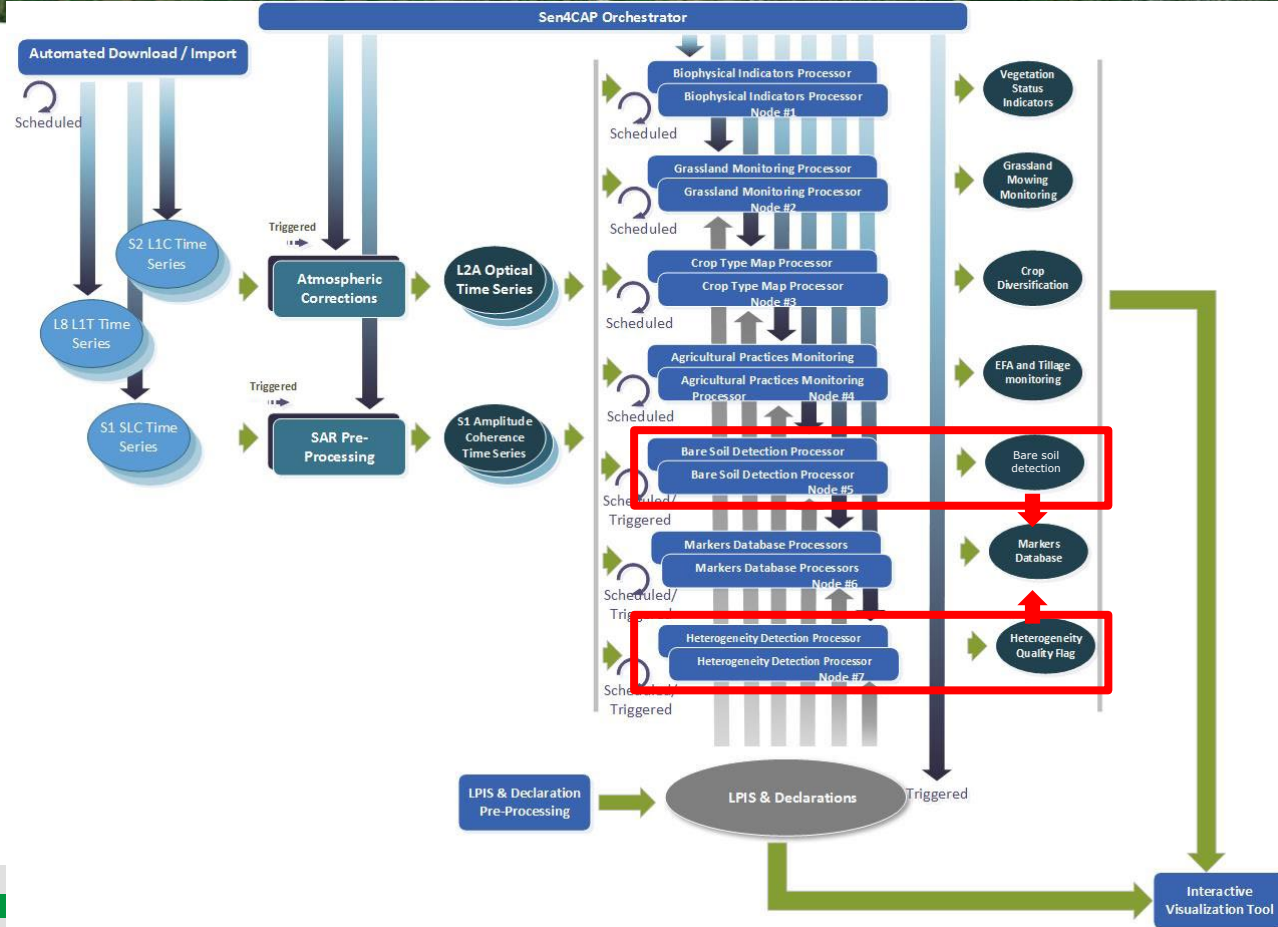 Sen4CAP Orchestrator
Automated Download / Import
Scheduled
S2 L1C Time
Series
L8 L1T Time
Series
S1 SLC Time
Series
Triggered
Atmospheric
Corrections
Triggered
SAR Pre-
Processing
L2A Optical
Time Series
S1 Amplitude
Coherence
Time Series
Biophysical Indicators Processor
Biophysical Indicators Processor
Node #1
Scheduled
Vegetation
Status
Indicators
Grassland Monitoring Processor
Grassland Monitoring Processor
Node #2
Scheduled
Grassland
Mowing
Monitoring
Crop Type Map Processor
Crop Type Map Processor
Node #3
Scheduled
Crop
Diversification
Agricultural Practices Monitoring
Agricultural Practices Monitoring
Processor Node #4
Scheduled
EFA and Tillage
monitoring
Bare Soil Detection Processor
Bare Soil Detection Processor
Node #5
Scheduled/
Triggered
Bare soil
detection
Markers Database Processors
Markers Database Processors
Node #6
Scheduled/
Triggered
Markers
Database
Heterogeneity Detection Processor
Heterogeneity Detection Processor
Node #7
Scheduled/
Triggered
Heterogeneity
Quality Flag
LPIS & Declaration
Pre-Processing
LPIS & Declarations
Triggered
Interactive
Visualization Tool